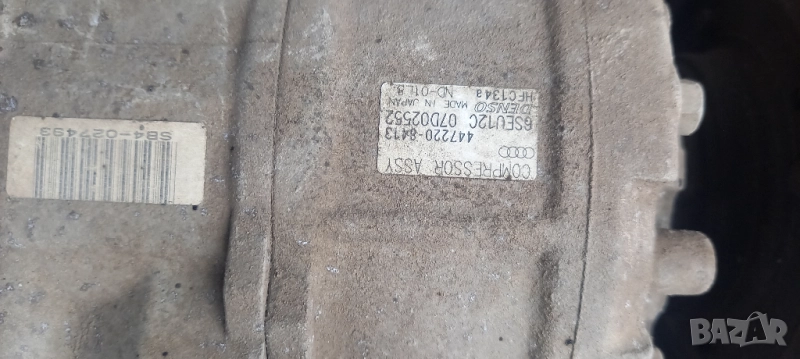 COMPRESSOR ASSY
447220-8413
6SEU12C 07D02552
DENSO MADE IN JAPAN
HFC134a ND-OIL8
SB4-027493
BAZAR